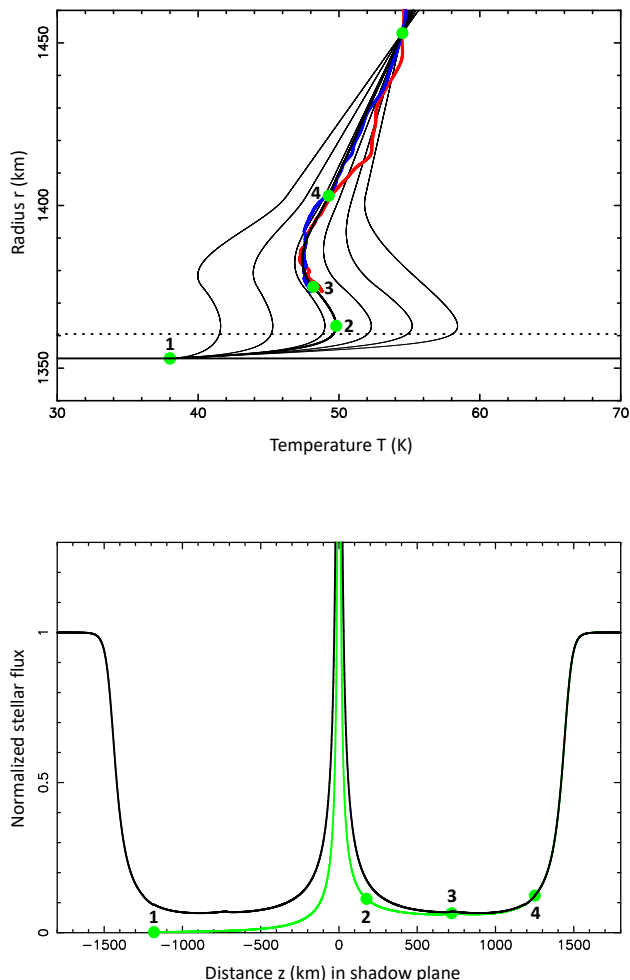 1450
1400
1350
Radius r (km)
4
3
2
1
30 40 50 60 70
Temperature T (K)
1
0.5
0
Normalized stellar flux
1
2
3
4
−1500 −1000 −500 0 500 1000 1500
Distance z (km) in shadow plane